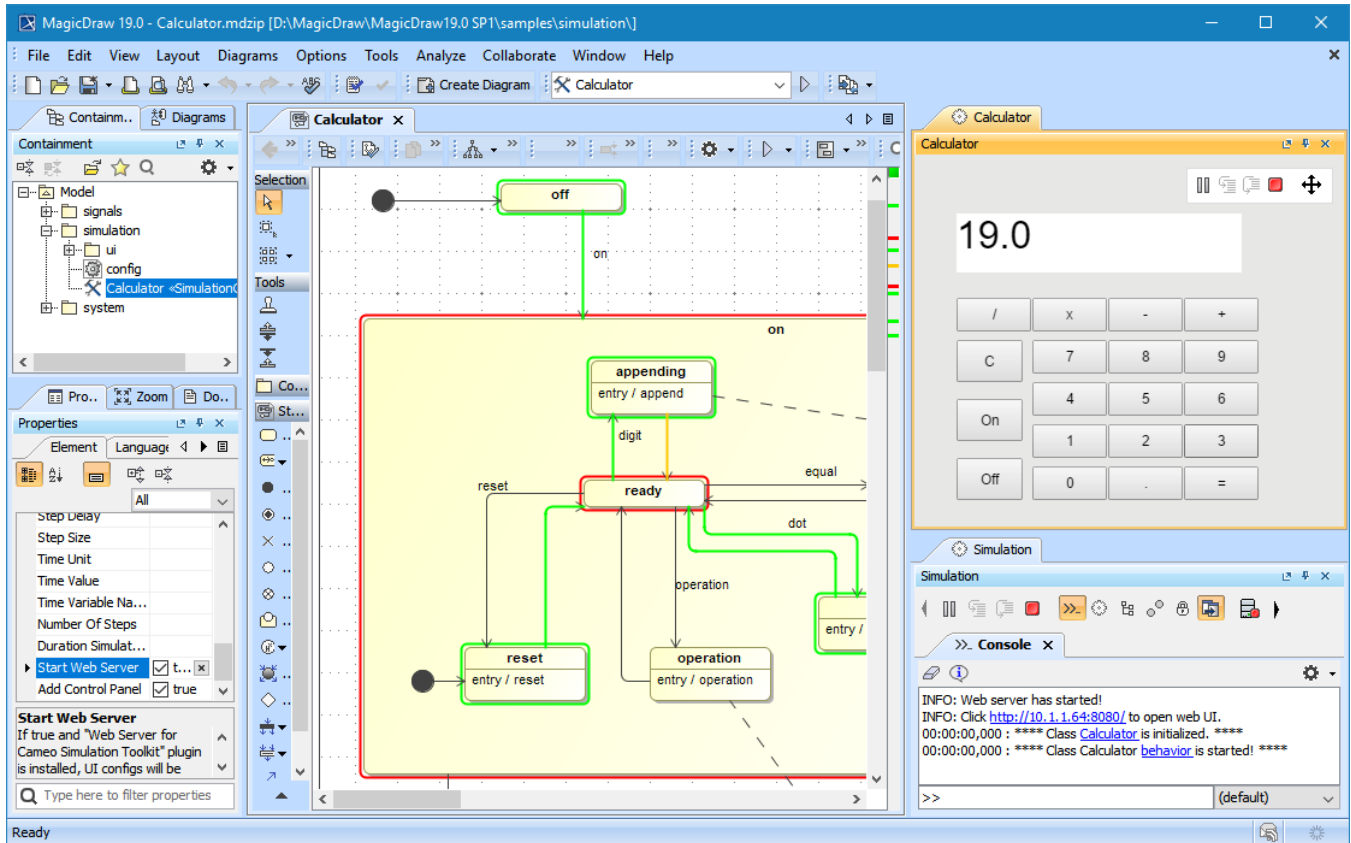 MagicDraw 19.0 - Calculator.mdzip [D:\MagicDraw\MagicDraw19.0 SP1\samples\simulation\]
File Edit View Layout Diagrams Options Tools Analyze Collaborate Window Help
Create Diagram Calculator
Containm.. Diagrams
Containment
Model
signals
simulation
ui
config
Calculator «Simulation
system
Pro.. Zoom Do..
Properties
Element Language
All
Step Delay
Step Size
Time Unit
Time Value
Time Variable Na...
Number Of Steps
Duration Simulat...
Start Web Server t...
Add Control Panel true
Start Web Server
If true and "Web Server for
Cameo Simulation Toolkit" plugin
is installed, UI configs will be
Type here to filter properties
Ready
Calculator
Selection
Tools
Co...
St...
off
on
on
appending
entry / append
digit
ready
equal
reset
dot
operation
entry /
reset
entry / reset
operation
entry / operation
Calculator
Calculator
19.0
/ x - +
C 7 8 9
On 4 5 6
1 2 3
Off 0 . =
Simulation
Simulation
>>_ Console
INFO: Web server has started!
INFO: Click http://10.1.1.64:8080/ to open web UI.
00:00:00,000 : **** Class Calculator is initialized. ****
00:00:00,000 : **** Class Calculator behavior is started! ****
>> (default)